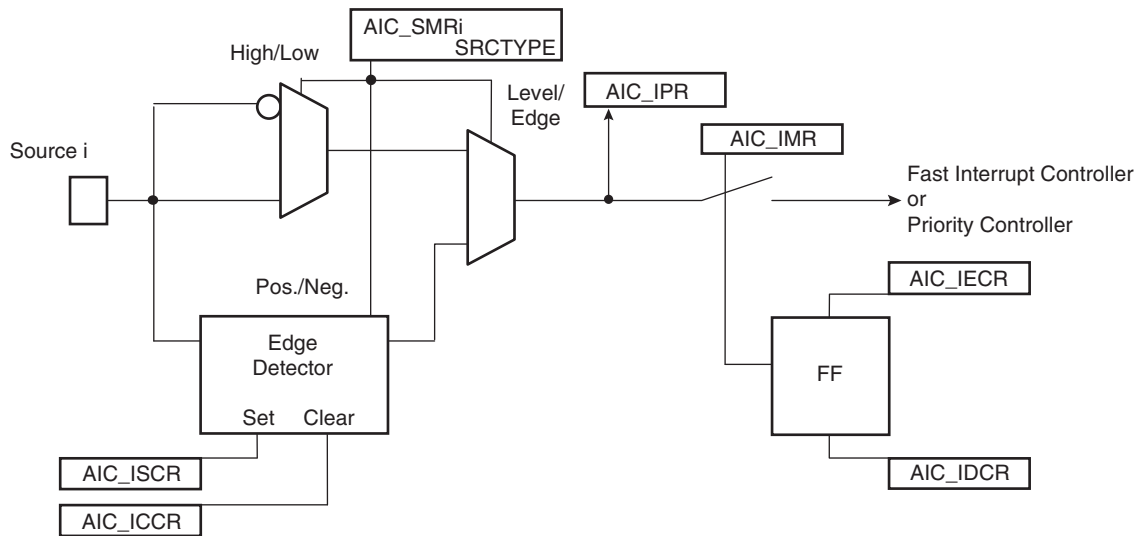 AIC_SMRi
SRCTYPE
High/Low
Level/
Edge
AIC_IPR
AIC_IMR
Source i
Fast Interrupt Controller
or
Priority Controller
Pos./Neg.
AIC_IECR
Edge
Detector
FF
Set Clear
AIC_ISCR
AIC_IDCR
AIC_ICCR